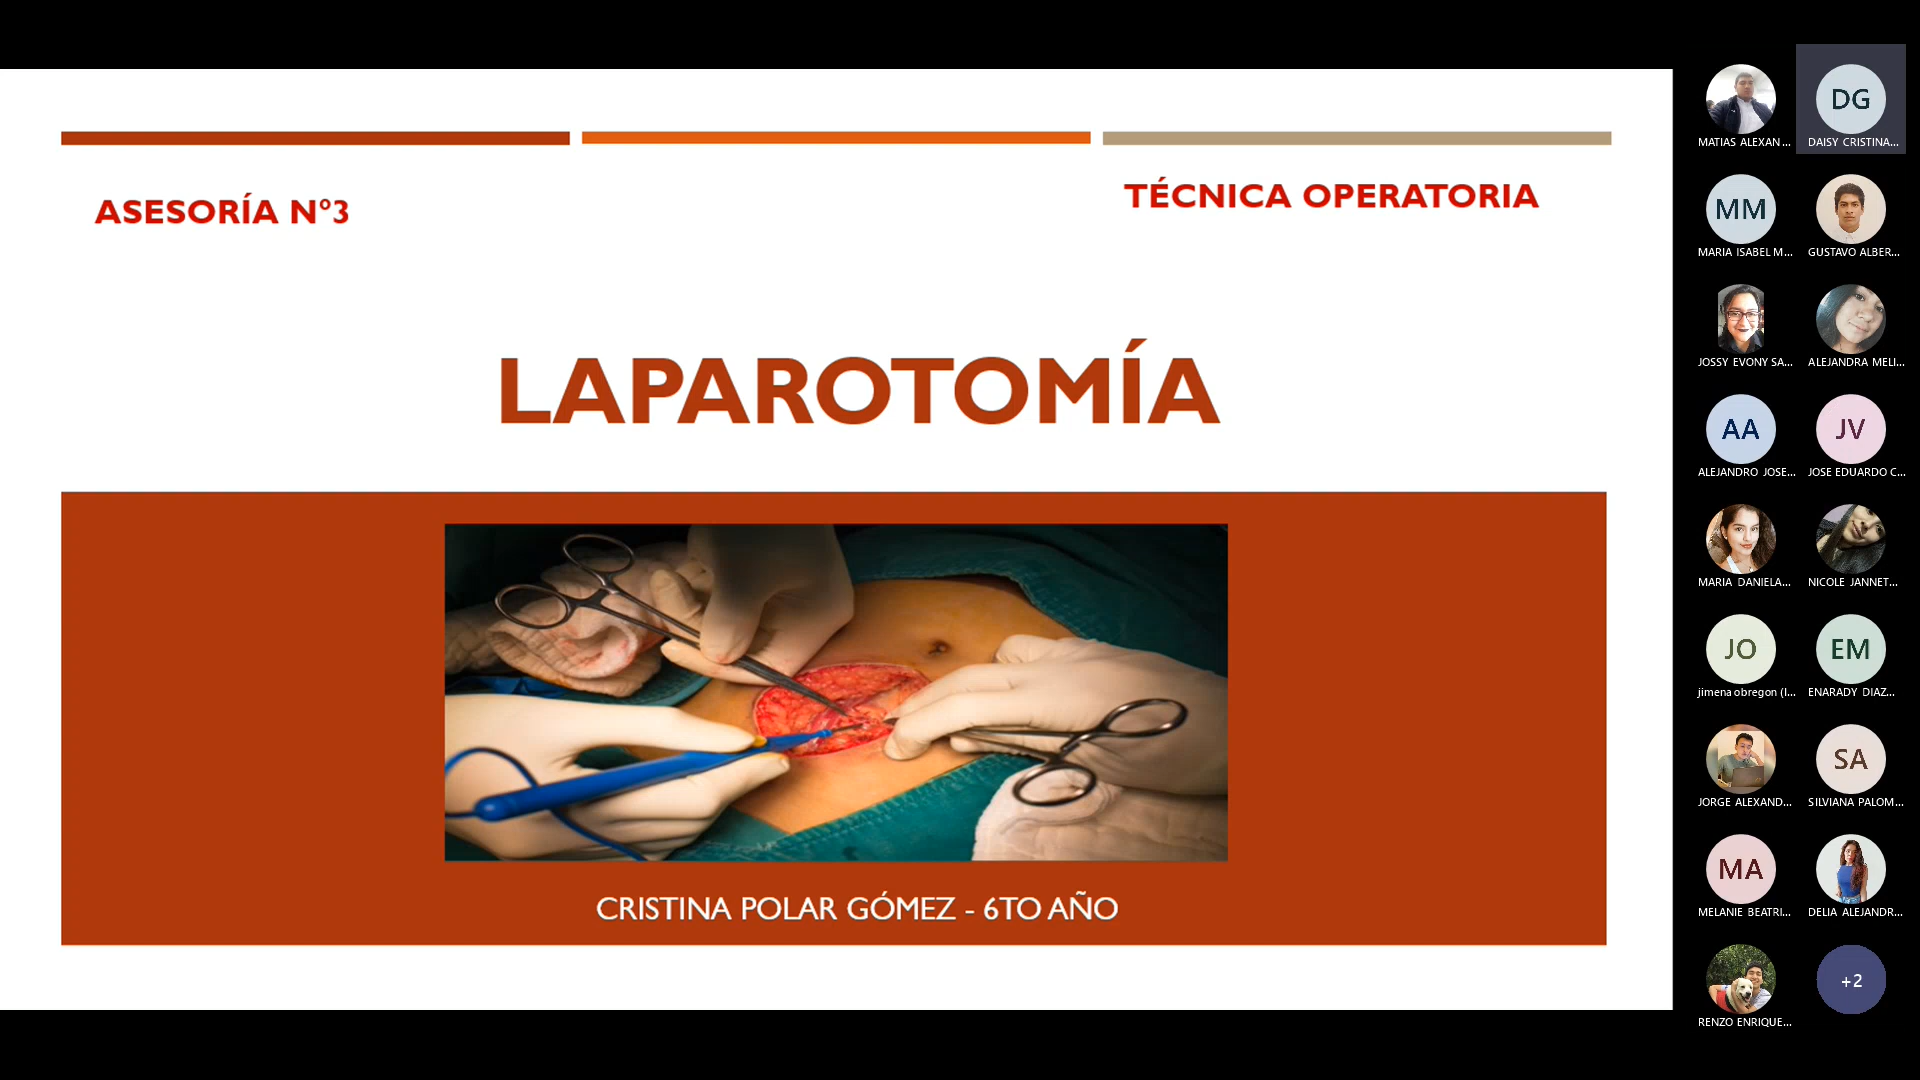 ASESORÍA N°3
TÉCNICA OPERATORIA
LAPAROTOMÍA
CRISTINA POLAR GÓMEZ - 6TO AÑO
MATIAS ALEXAN...
DG
DAISY CRISTINA...
MM
MARIA ISABEL M...
GUSTAVO ALBER...
JOSSY EVONY SA...
ALEJANDRA MELI...
AA
ALEJANDRO JOSE...
JV
JOSE EDUARDO C...
MARIA DANIELA...
NICOLE JANNET...
JO
jimena obregon (I...
EM
ENARADY DIAZ...
JORGE ALEXAND...
SA
SILVIANA PALOM...
MA
MELANIE BEATRI...
DELIA ALEJANDR...
RENZO ENRIQUE...
+2